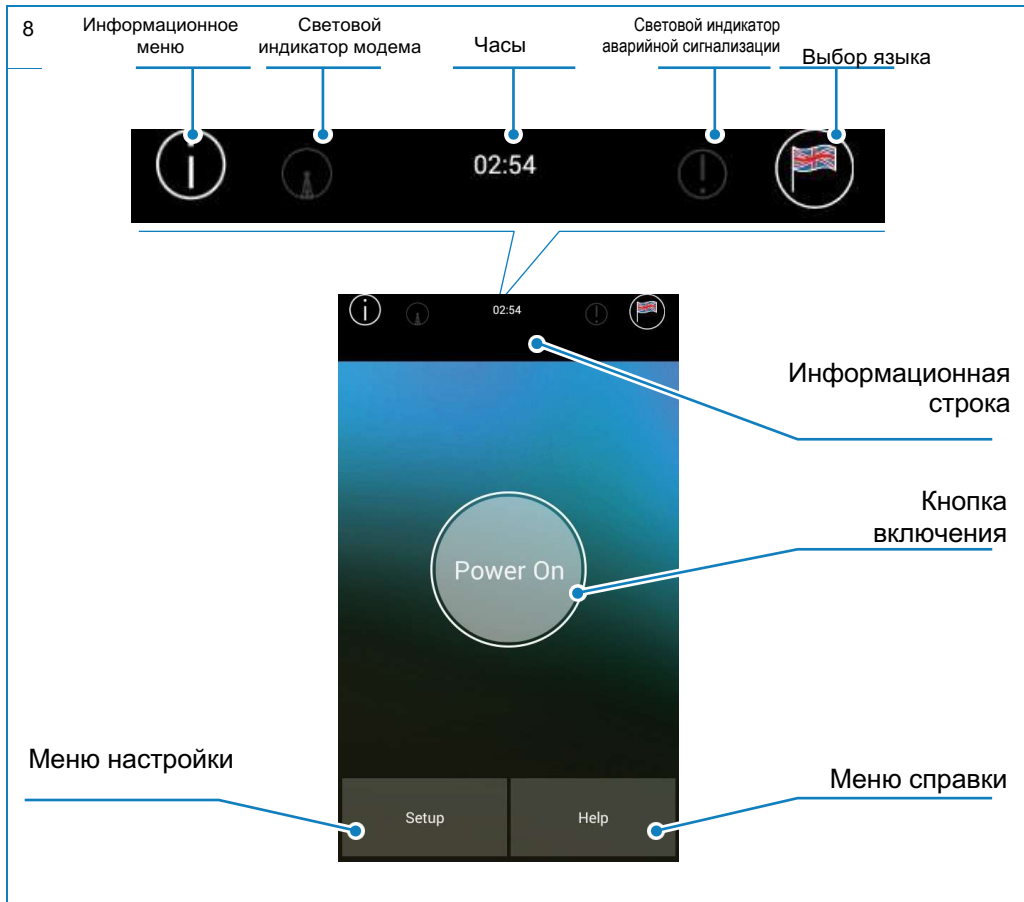 8
Информационное
меню
Световой
индикатор модема
Часы
Световой индикатор
аварийной сигнализации
Выбор языка
02:54
02:54
Информационная
строка
Кнопка
включения
Power On
Меню настройки
Меню справки
Setup
Help